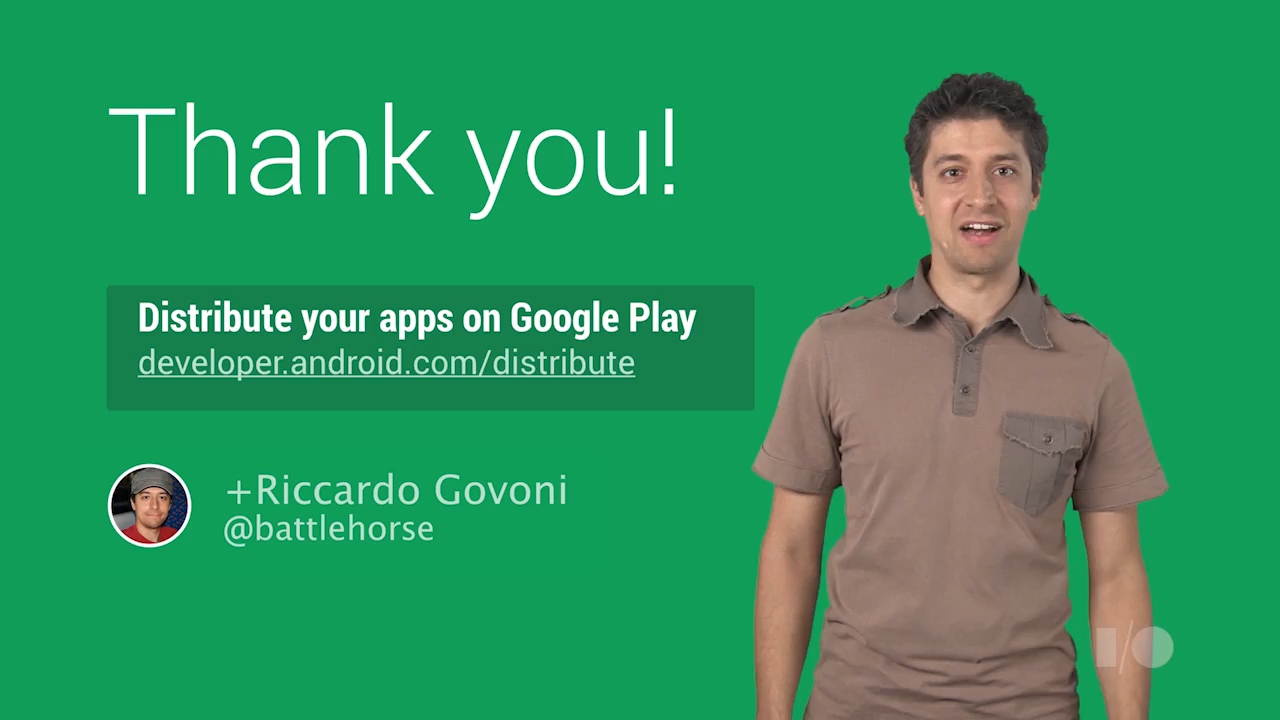 Thank you!
Distribute your apps on Google Play
developer.android.com/distribute
+Riccardo Govoni
@battlehorse
I/O